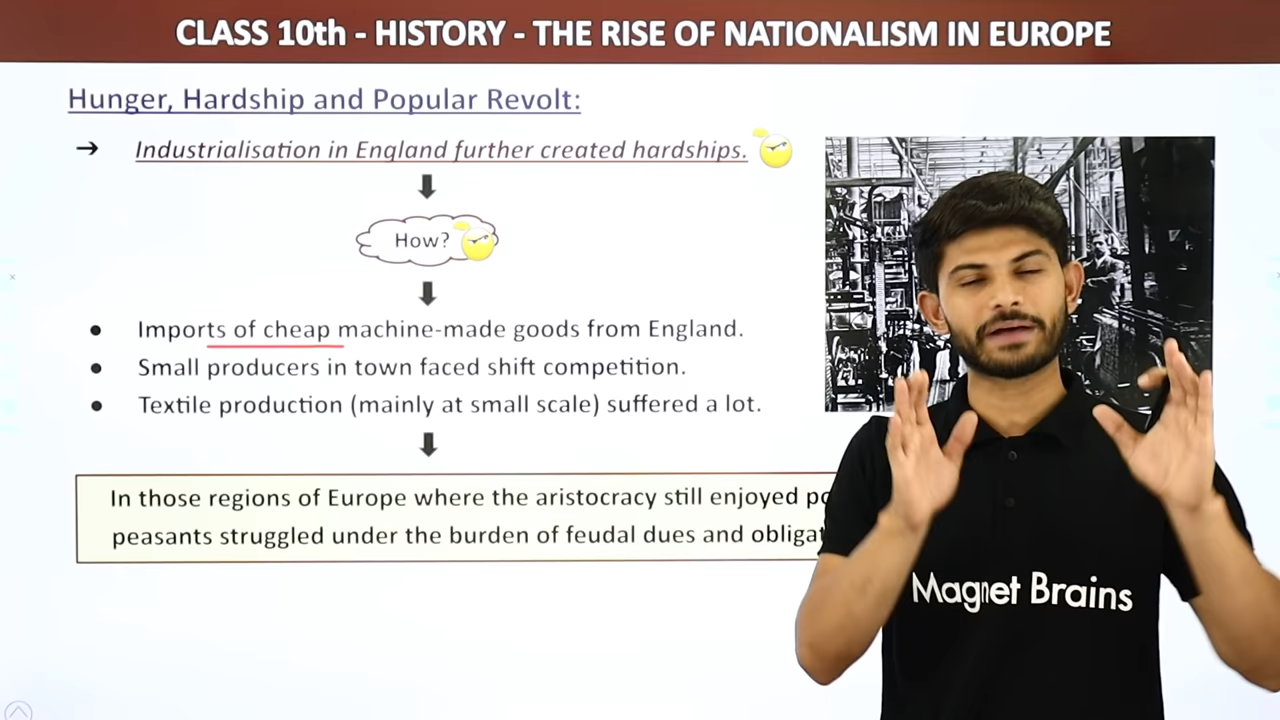 CLASS 10th - HISTORY - THE RISE OF NATIONALISM IN EUROPE
Hunger, Hardship and Popular Revolt:
➔ Industrialisation in England further created hardships.
How?
● Imports of cheap machine-made goods from England.
● Small producers in town faced shift competition.
● Textile production (mainly at small scale) suffered a lot.
In those regions of Europe where the aristocracy still enjoyed
peasants struggled under the burden of feudal dues and
Magnet Brains